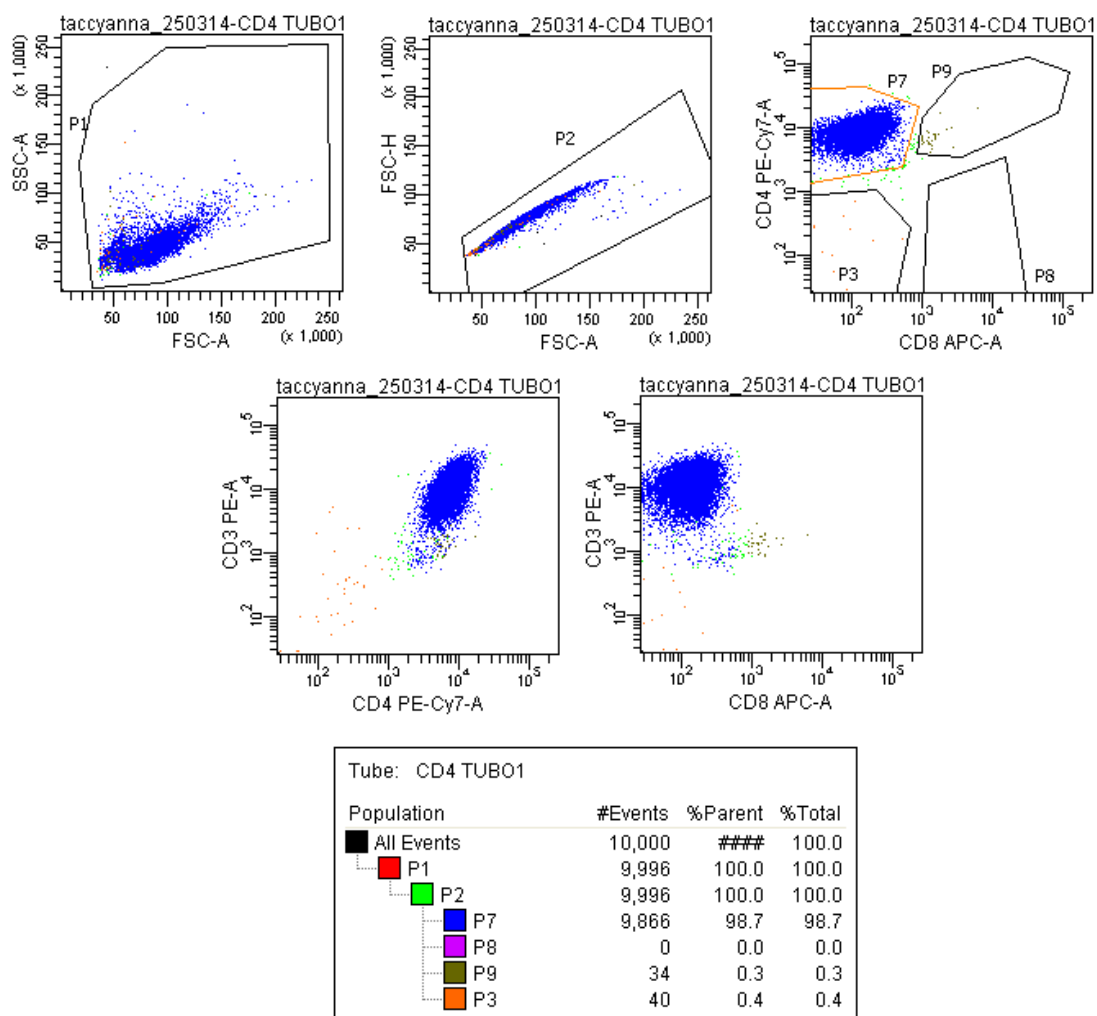 taccyanna_250314-CD4 TUBO1
SSC-A
(x 1,000)
50 100 150 200 250
P1
50 100 150 200 250
FSC-A
(x 1,000)
taccyanna_250314-CD4 TUBO1
FSC-H
(x 1,000)
50 100 150 200 250
P2
50 100 150 200 250
FSC-A
(x 1,000)
taccyanna_250314-CD4 TUBO1
CD4 PE-Cy7-A
10^2 10^3 10^4 10^5
P7
P9
P3
P8
10^2 10^3 10^4 10^5
CD8 APC-A
taccyanna_250314-CD4 TUBO1
CD3 PE-A
10^2 10^3 10^4 10^5
10^2 10^3 10^4 10^5
CD4 PE-Cy7-A
taccyanna_250314-CD4 TUBO1
CD3 PE-A
10^2 10^3 10^4 10^5
10^2 10^3 10^4 10^5
CD8 APC-A
Tube: CD4 TUBO1
Population #Events %Parent %Total
All Events 10,000 #### 100.0
P1 9,996 100.0 100.0
P2 9,996 100.0 100.0
P7 9,866 98.7 98.7
P8 0 0.0 0.0
P9 34 0.3 0.3
P3 40 0.4 0.4